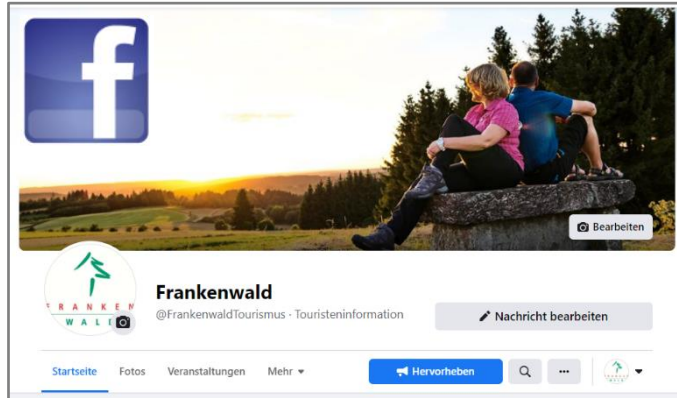 f
Bearbeiten
FRANKEN
WALD
Frankenwald
@FrankenwaldTourismus · Touristeninformation
Nachricht bearbeiten
Startseite Fotos Veranstaltungen Mehr
Hervorheben